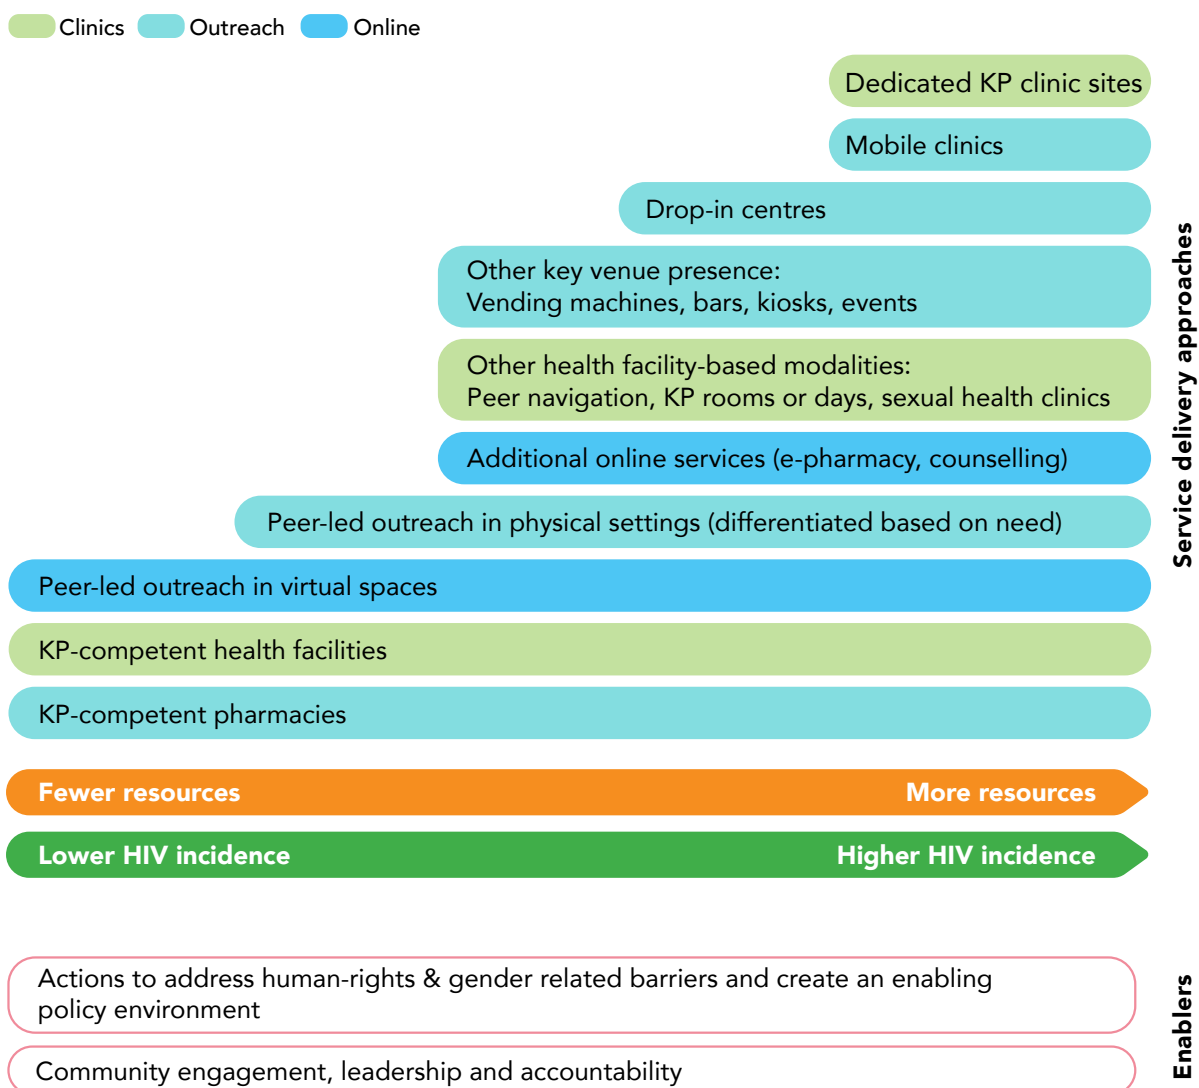 Clinics Outreach Online
Dedicated KP clinic sites
Mobile clinics
Drop-in centres
Other key venue presence:
Vending machines, bars, kiosks, events
Other health facility-based modalities:
Peer navigation, KP rooms or days, sexual health clinics
Additional online services (e-pharmacy, counselling)
Peer-led outreach in physical settings (differentiated based on need)
Peer-led outreach in virtual spaces
KP-competent health facilities
KP-competent pharmacies
Service delivery approaches
Fewer resources More resources
Lower HIV incidence Higher HIV incidence
Actions to address human-rights & gender related barriers and create an enabling
policy environment
Community engagement, leadership and accountability
Enablers